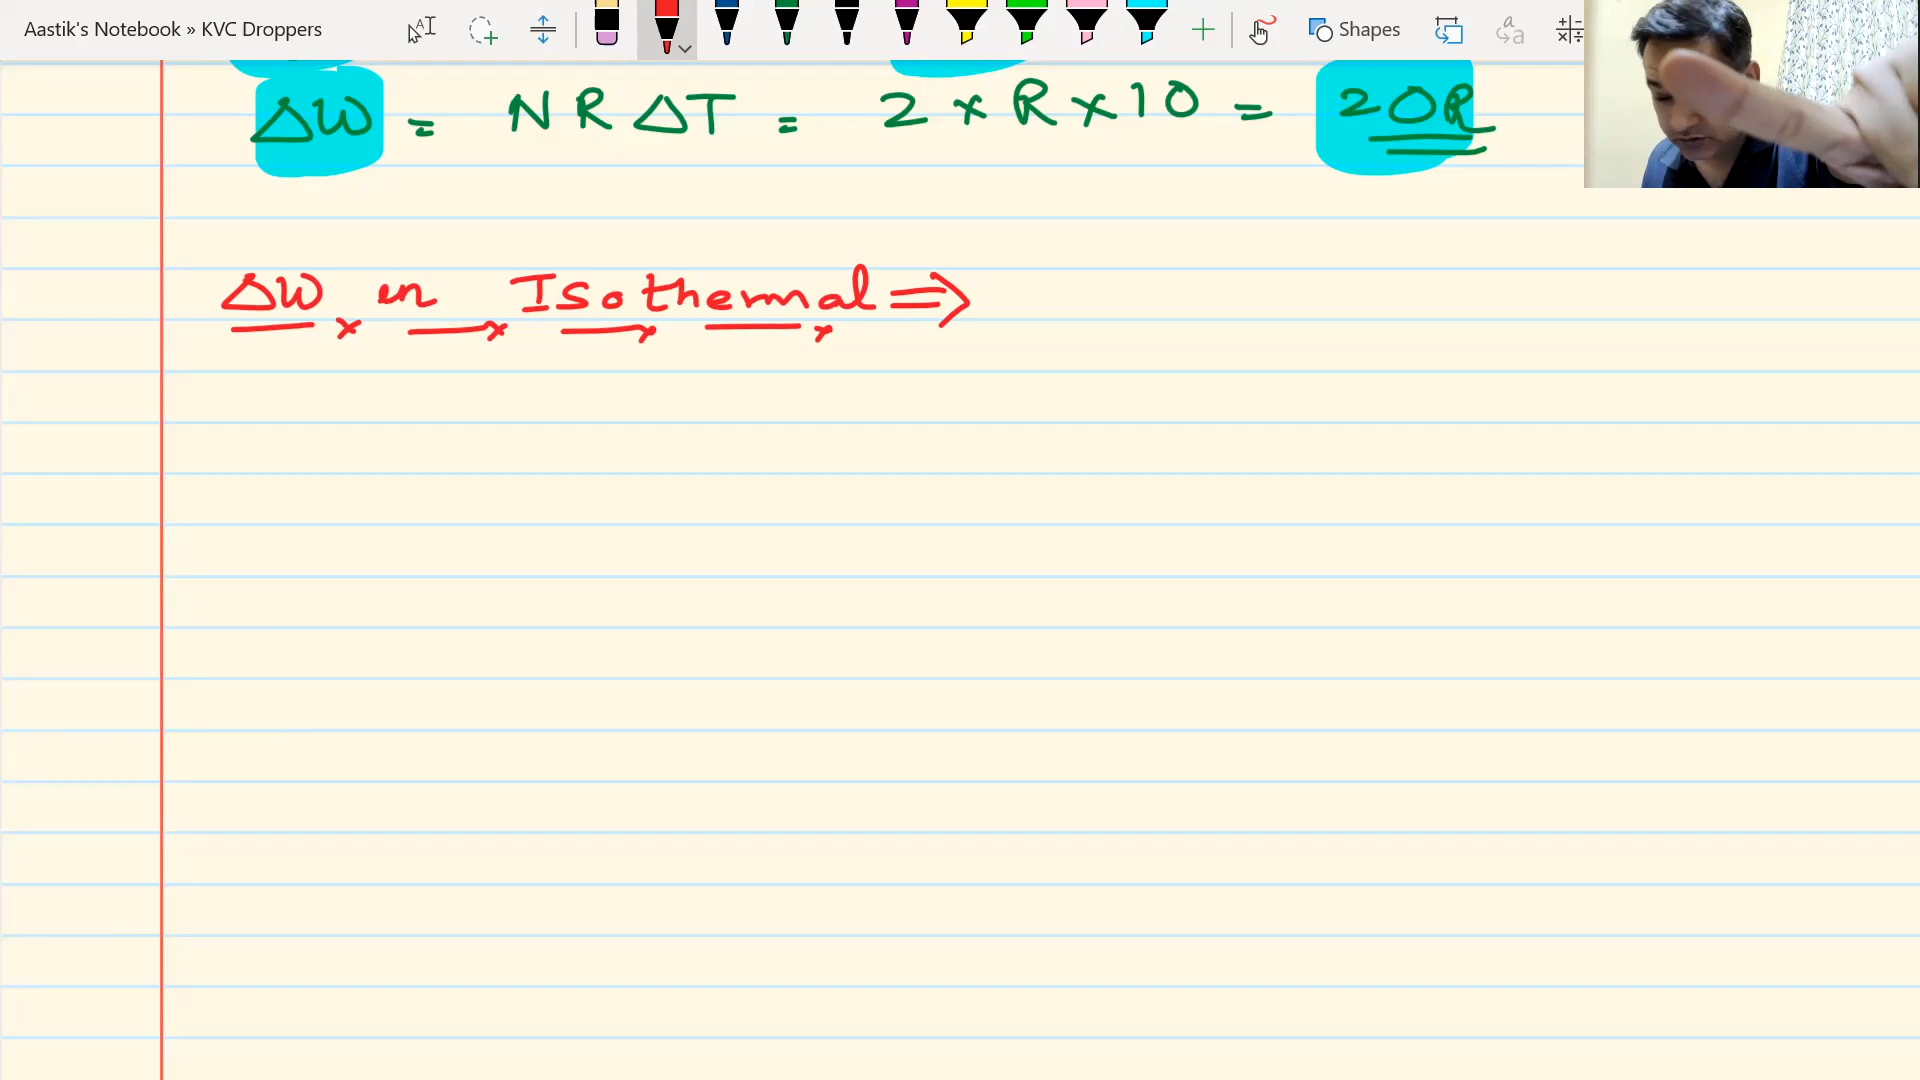 Aastik's Notebook » KVC Droppers
Shapes
ΔW = NRΔT = 2 × R × 10 = 20R
ΔW in Isothermal ⇒